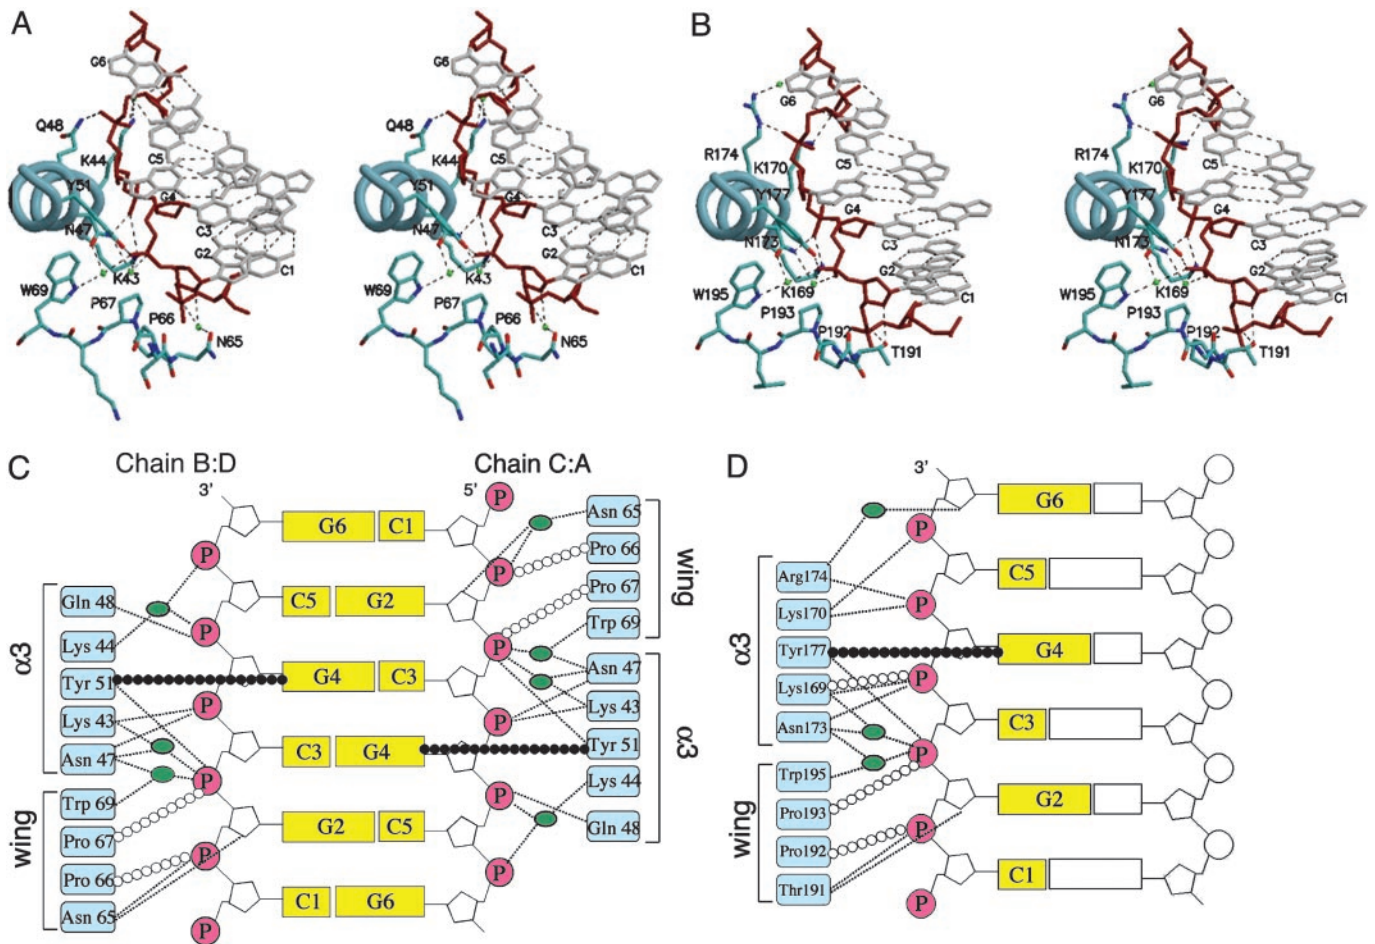 A
G6
Q48
C5
K44
Y51
G4
N47
C3
G2
C1
K43
W69
P67
P66
N65
G6
Q48
C5
K44
Y51
G4
N47
C3
G2
C1
K43
W69
P67
P66
N65
B
G6
R174
C5
K170
Y177
G4
N173
C3
G2
C1
K169
W195
P193
P192
T191
G6
R174
C5
K170
Y177
G4
N173
C3
G2
C1
K169
W195
P193
P192
T191
C
Chain B:D
Chain C:A
3’
5’
α3
Gln 48
Lys 44
Tyr 51
Lys 43
Asn 47
wing
Trp 69
Pro 67
Pro 66
Asn 65
P
P
P
P
P
P
G6 C1
C5 G2
G4 C3
C3 G4
G2 C5
C1 G6
P
P
P
P
P
P
Asn 65
Pro 66
Pro 67
Trp 69
wing
Asn 47
Lys 43
Tyr 51
Lys 44
Gln 48
α3
D
3’
α3
Arg174
Lys170
Tyr177
Lys169
Asn173
wing
Trp195
Pro193
Pro192
Thr191
P
P
P
P
P
P
G6
C5
G4
C3
G2
C1